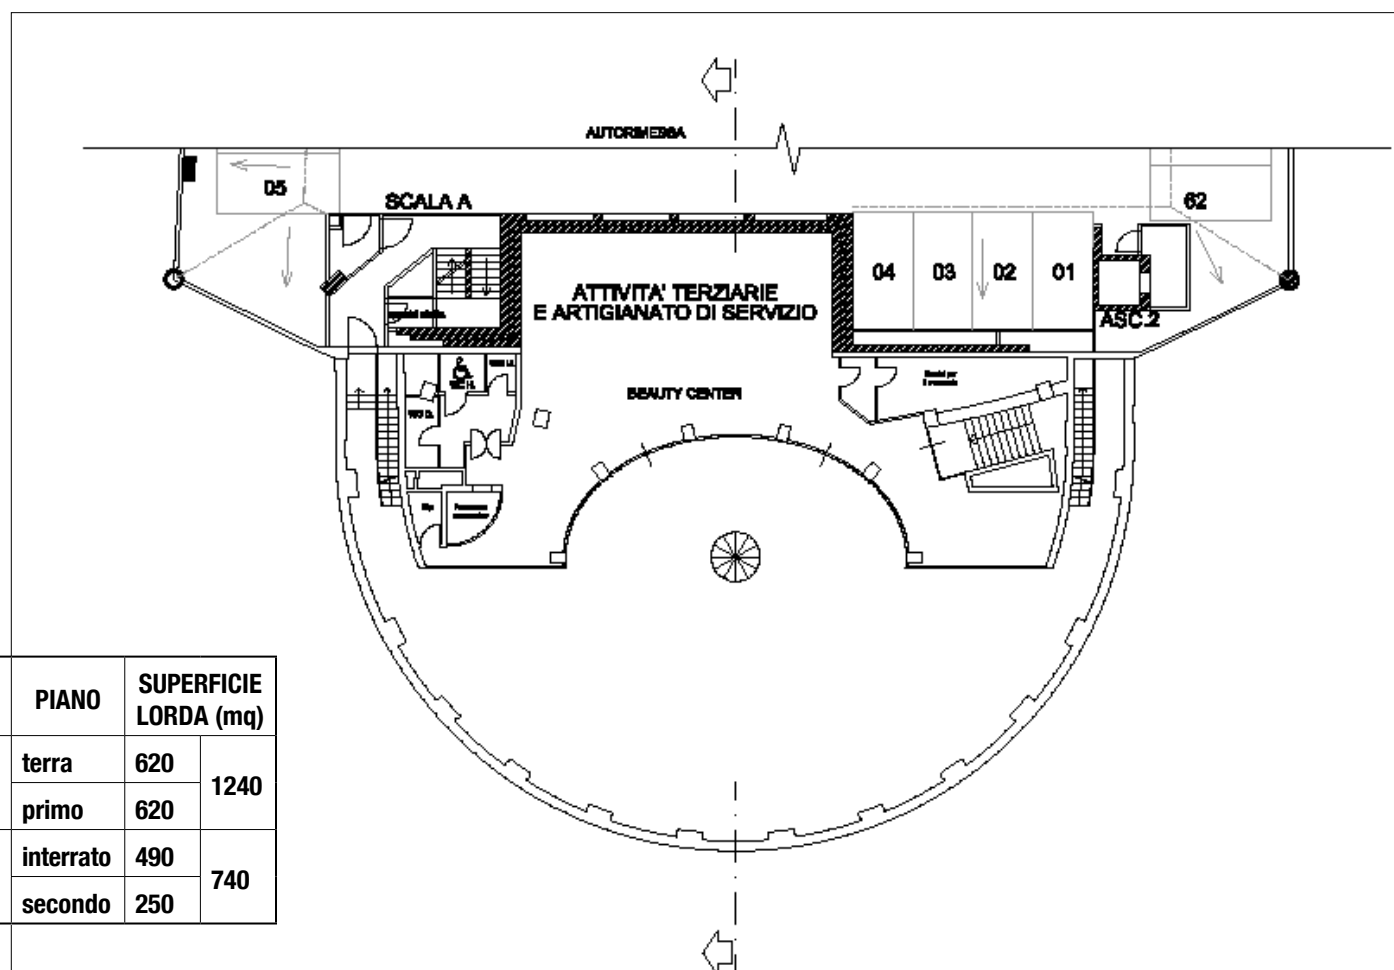 AUTORIMESSA
05
SCALA A
62
04
03
02
01
ATTIVITA' TERZIARIE
E ARTIGIANATO DI SERVIZIO
ASC.2
BEAUTY CENTER
PIANO
SUPERFICIE
LORDA (mq)
terra 620
1240
primo 620
interrato 490
740
secondo 250